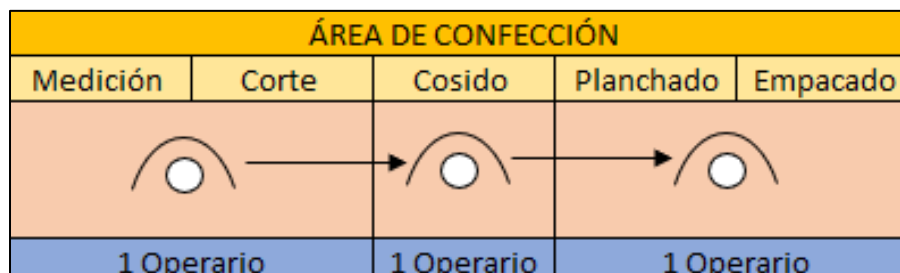 ÁREA DE CONFECCIÓN
Medición Corte Cosido Planchado Empacado
1 Operario 1 Operario 1 Operario